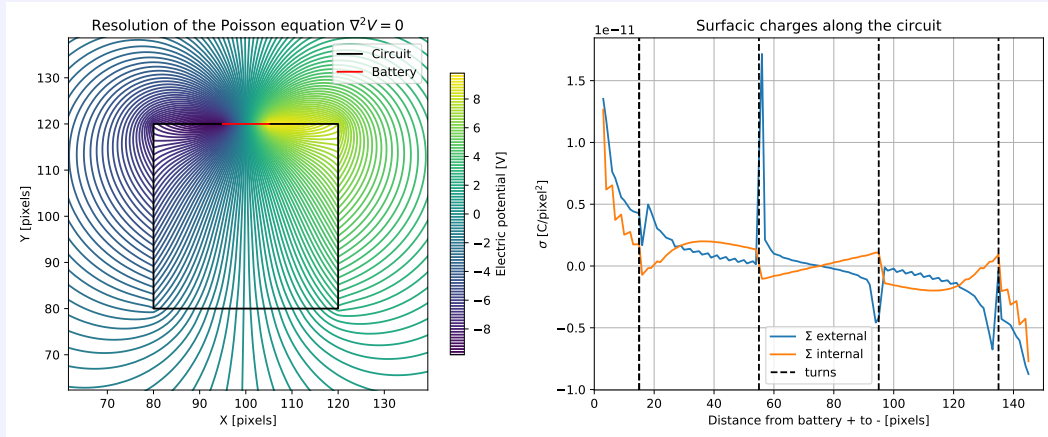 Resolution of the Poisson equation ∇²V = 0
Circuit
Battery
130
120
110
100
90
80
70
Y [pixels]
70 80 90 100 110 120 130
X [pixels]
8
6
4
2
0
−2
−4
−6
−8
Electric potential [V]
Surfacic charges along the circuit
1e−11
1.5
1.0
0.5
0.0
−0.5
−1.0
σ [C/pixel²]
Σ external
Σ internal
turns
0 20 40 60 80 100 120 140
Distance from battery + to - [pixels]